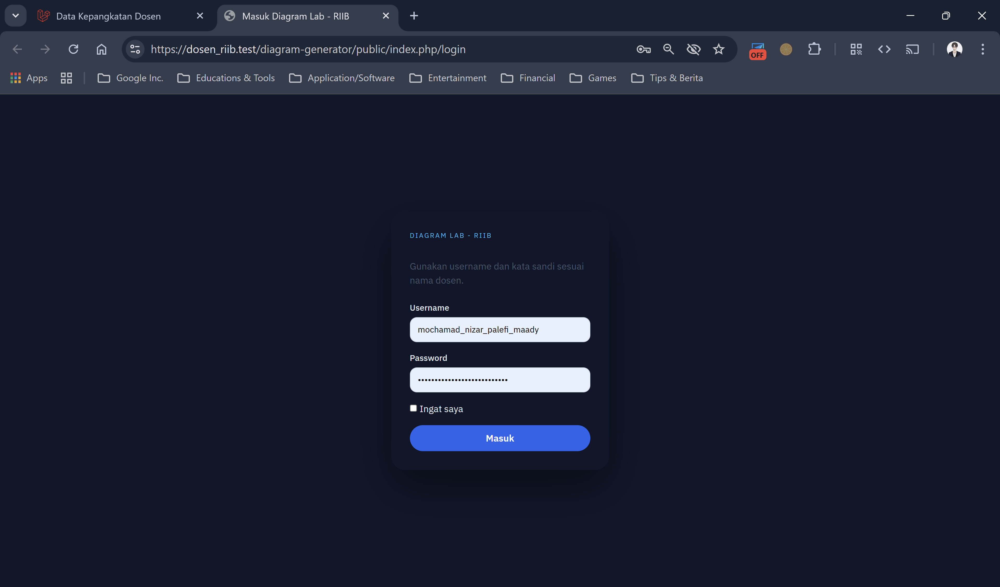 Data Kepangkatan Dosen
Masuk Diagram Lab - RIIB
https://dosen_riib.test/diagram-generator/public/index.php/login
OFF
Apps
Google Inc.
Educations & Tools
Application/Software
Entertainment
Financial
Games
Tips & Berita
DIAGRAM LAB - RIIB
Gunakan username dan kata sandi sesuai
nama dosen.
Username
mochamad_nizar_palefi_maady
Password
•••••••••••••••••••••••••••
Ingat saya
Masuk